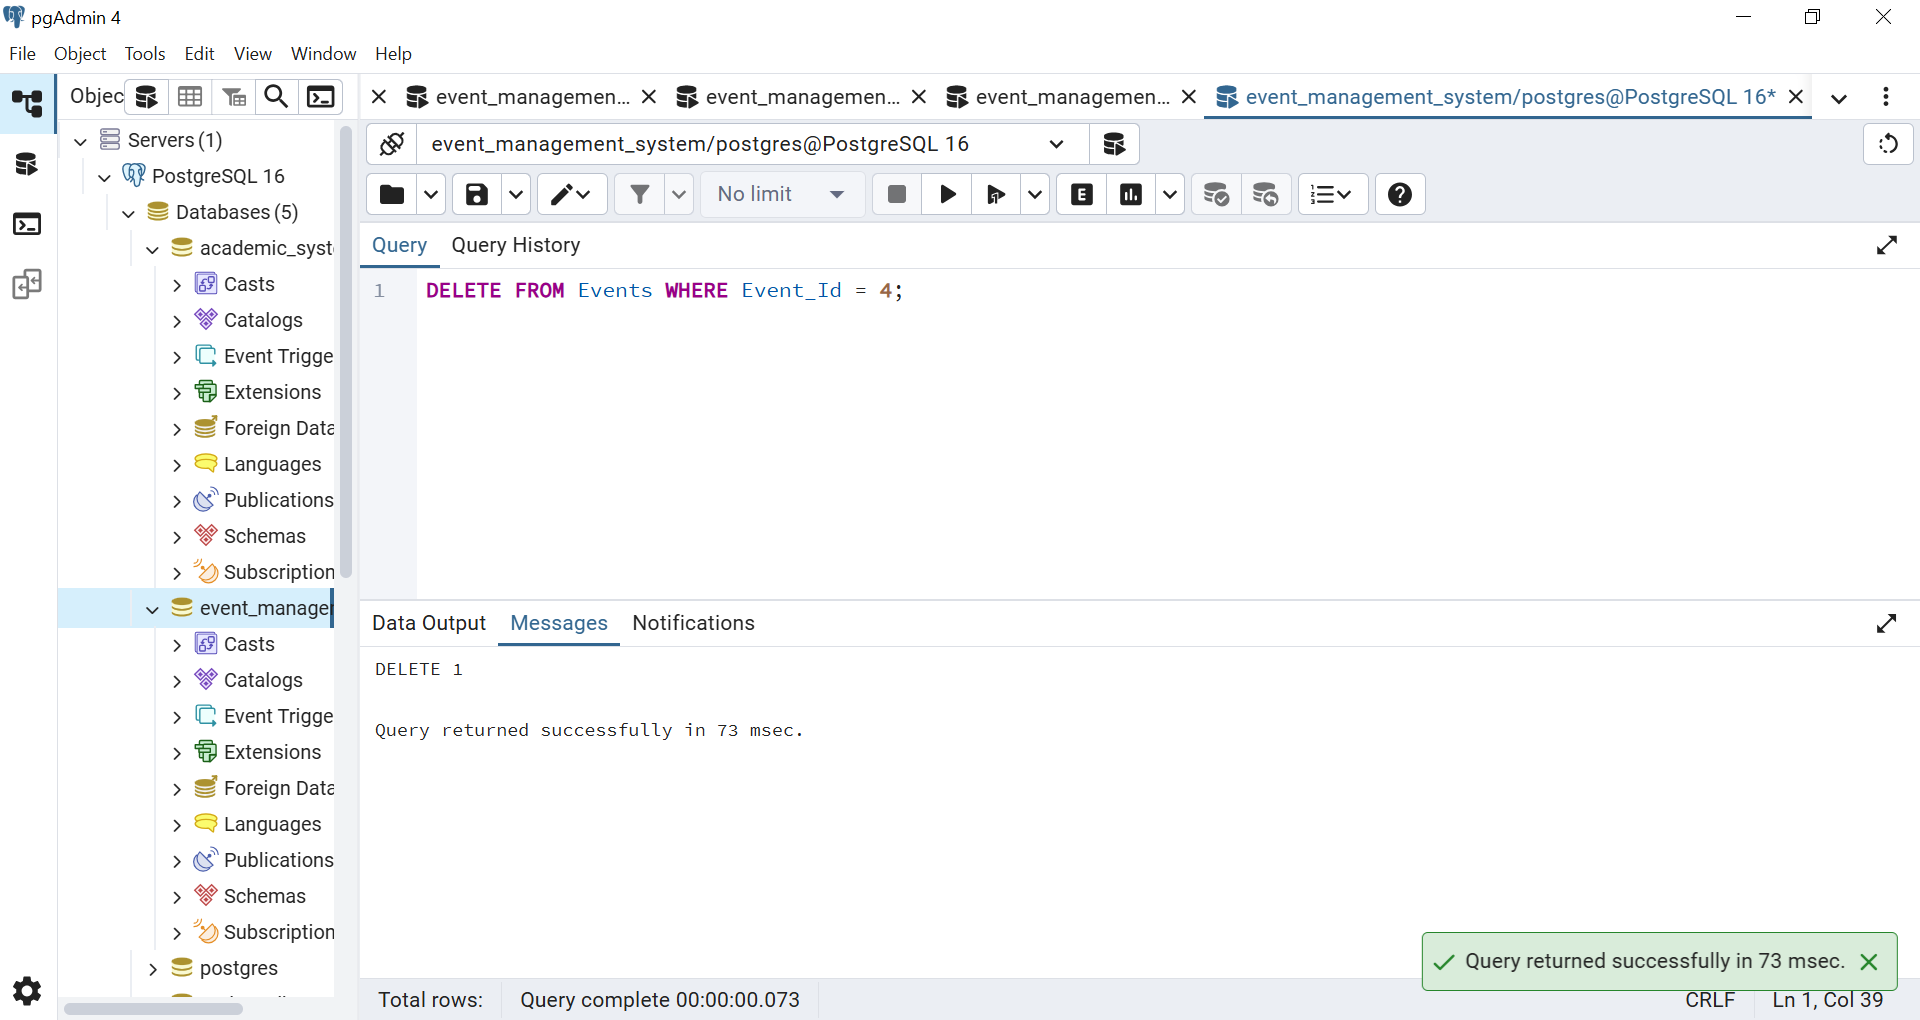 pgAdmin 4
File Object Tools Edit View Window Help
Objec
event_managemen...
event_managemen...
event_managemen...
event_management_system/postgres@PostgreSQL 16*
Servers (1)
PostgreSQL 16
Databases (5)
academic_syst
Casts
Catalogs
Event Trigge
Extensions
Foreign Data
Languages
Publications
Schemas
Subscription
event_manager
Casts
Catalogs
Event Trigge
Extensions
Foreign Data
Languages
Publications
Schemas
Subscription
postgres
event_management_system/postgres@PostgreSQL 16
No limit
E
Query Query History
1 DELETE FROM Events WHERE Event_Id = 4;
Data Output Messages Notifications
DELETE 1
Query returned successfully in 73 msec.
Query returned successfully in 73 msec.
Total rows: Query complete 00:00:00.073 CRLF Ln 1, Col 39